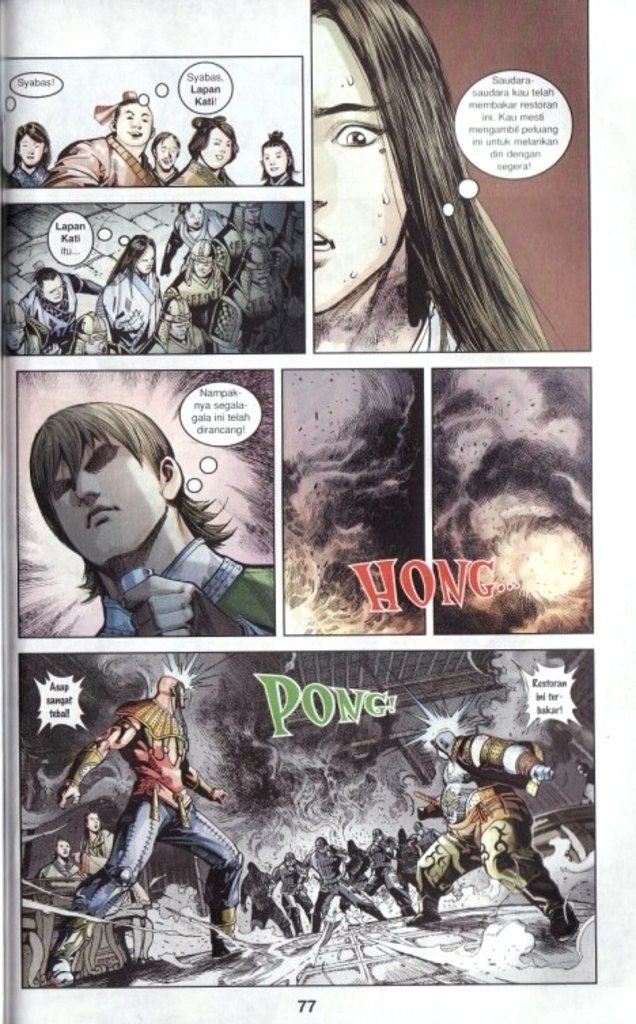 Syabas!
Syabas,
Lapan
Kati!
Saudara-
saudara kau telah
membakar restoran
ini. Kau mesti
mengambil peluang
ini untuk melarikan
diri dengan
segera!
Lapan
Kati
itu...
Nampak-
nya segala-
gala ini telah
dirancang!
HONG...
Asap
sangat
tebal!
PONG!
Restoran
ini ter-
bakar!
77